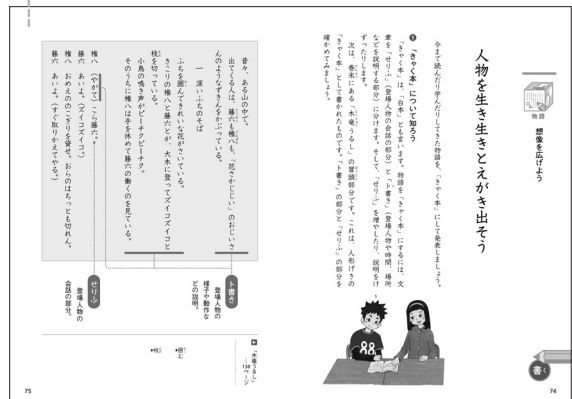 物語
想像を広げよう
人物を生き生きとえがき出そう
今まで読んだり学んだりしてきた物語を、「きゃく本」にして発表しましょう。
❶ 「きゃく本」について知ろう
「きゃく本」は、「台本」とも言います。物語を「きゃく本」にするには、文
章を「せりふ」(登場人物の会話の部分)と「ト書き」(登場人物や時間、場所
などを説明する部分)に分けます。そして、「せりふ」を増やしたり、説明をけ
ずったりします。
次は、巻末にある「木竜うるし」の冒頭部分です。これは、人形げきの
「きゃく本」として書かれたものです。「ト書き」の部分と「せりふ」の部分を
確かめてみましょう。
5
書く
74
昔々、ある山の中で。
出てくる人は、藤六も権八も、「花さかじじい」のおじいさ
んのようなずきんをかぶっている。
一 深いふちのそば
ふちを囲んできれいな花がさいている。
きこりの権八と藤六とが、大木に登ってズイコズイコと
枝を切っている。
小鳥の鳴き声がピーチクピーチク。
そのうちに権八は手を休めて藤六の働くのを見ている。
権八 (やがて)こら藤六。
藤六 あいよ。(ズイコズイコ。)
権八 おめえののこぎりを貸せ。おらのはちっとも切れん。
藤六 あいよ。(すぐ取りかえてやる。)
ト書き
登場人物の
様子や動作な
どの説明。
せりふ
登場人物の
会話の部分。
「木竜うるし」
138ページ
囲む
枝
75
88